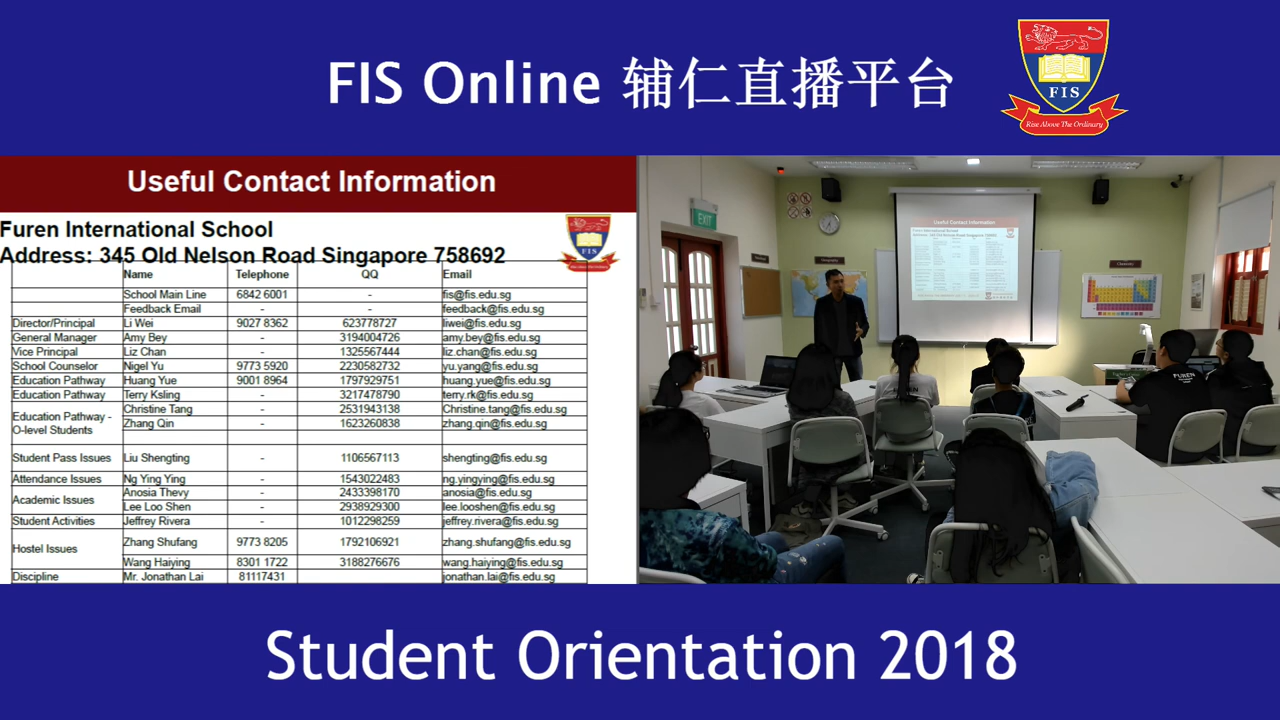 FIS Online 辅仁直播平台
FIS
Rise Above The Ordinary
Useful Contact Information
Furen International School
Address: 345 Old Nelson Road Singapore 758692
Name Telephone QQ Email
School Main Line 6842 6001 - fis@fis.edu.sg
Feedback Email - - feedback@fis.edu.sg
Director/Principal Li Wei 9027 8362 623778727 liwei@fis.edu.sg
General Manager Amy Bey - 3194004726 amy.bey@fis.edu.sg
Vice Principal Liz Chan - 1325567444 liz.chan@fis.edu.sg
School Counselor Nigel Yu 9773 5920 2230582732 yu.yang@fis.edu.sg
Education Pathway Huang Yue 9001 8964 1797929751 huang.yue@fis.edu.sg
Education Pathway Terry Ksling - 3217478790 terry.rk@fis.edu.sg
Education Pathway - O-level Students Christine Tang - 2531943138 Christine.tang@fis.edu.sg
Zhang Qin - 1623260838 zhang.qin@fis.edu.sg
Student Pass Issues Liu Shengting - 1106567113 shengting@fis.edu.sg
Attendance Issues Ng Ying Ying - 1543022483 ng.yingying@fis.edu.sg
Academic Issues Anosia Thevy - 2433398170 anosia@fis.edu.sg
Lee Loo Shen - 2938929300 lee.looshen@fis.edu.sg
Student Activities Jeffrey Rivera - 1012298259 jeffrey.rivera@fis.edu.sg
Hostel Issues Zhang Shufang 9773 8205 1792106921 zhang.shufang@fis.edu.sg
Wang Haiying 8301 1722 3188276676 wang.haiying@fis.edu.sg
Discipline Mr. Jonathan Lai 81117431 jonathan.lai@fis.edu.sg
EXIT
Useful Contact Information
FUREN
Student Orientation 2018